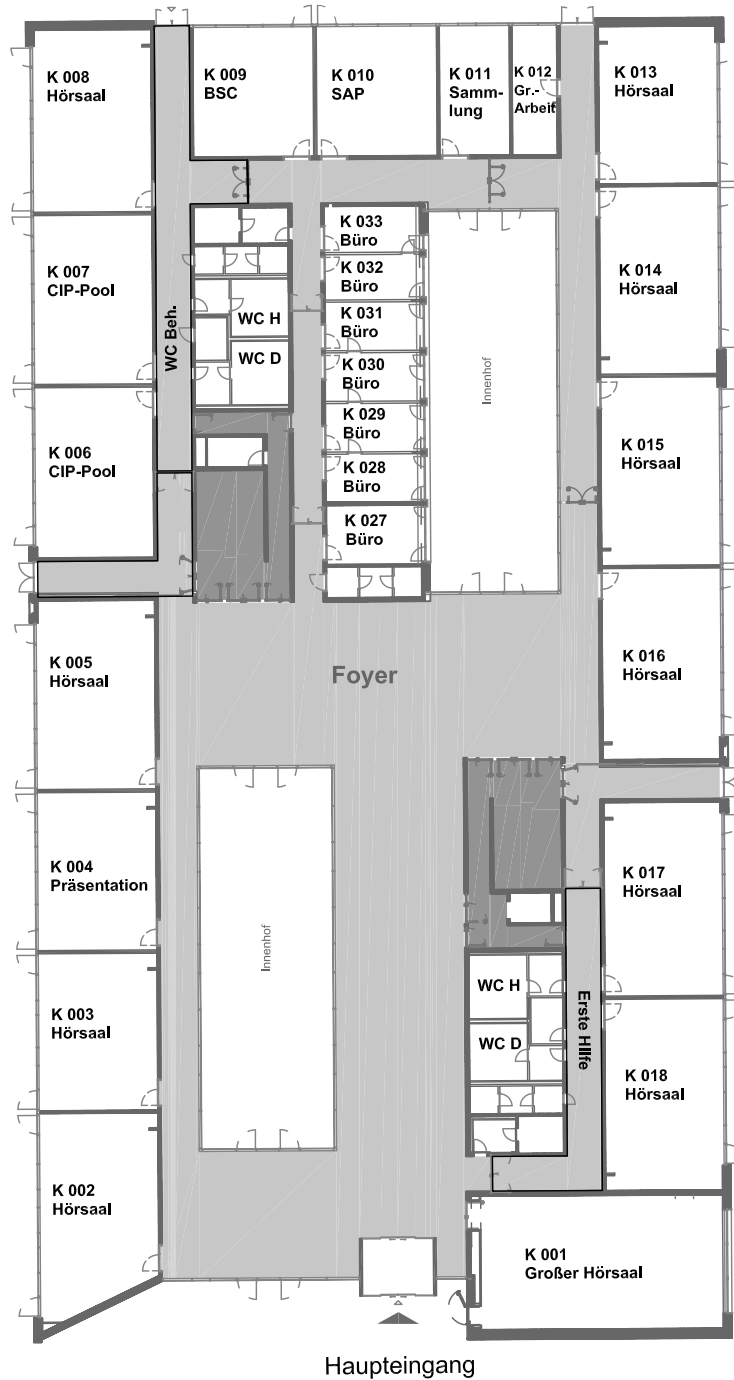 K 008
Hörsaal
K 009
BSC
K 010
SAP
K 011
Samm-
lung
K 012
Gr.-
Arbeit
K 013
Hörsaal
K 007
CIP-Pool
WC Beh.
WC H
WC D
K 033
Büro
K 032
Büro
K 031
Büro
K 030
Büro
K 029
Büro
K 028
Büro
K 027
Büro
Innenhof
K 014
Hörsaal
K 006
CIP-Pool
K 015
Hörsaal
K 005
Hörsaal
Foyer
K 016
Hörsaal
K 004
Präsentation
Innenhof
K 017
Hörsaal
K 003
Hörsaal
WC H
WC D
Erste Hilfe
K 018
Hörsaal
K 002
Hörsaal
K 001
Großer Hörsaal
Haupteingang